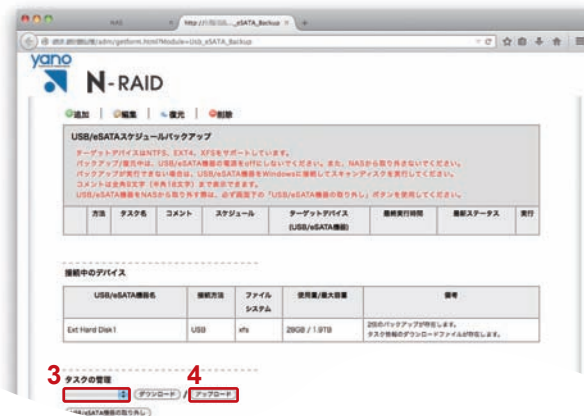 NAS
http://
_eSATA_Backup
/adm/getform.html?Module=Usb_eSATA_Backup
yano
N-RAID
追加 | 編集 | 復元 | 削除
USB/eSATAスケジュールバックアップ
ターゲットデバイスはNTFS、EXT4、XFSをサポートしています。
バックアップ/復元中は、USB/eSATA機器の電源をoffにしないでください。また、NASから取り外さないでください。
バックアップが実行できない場合は、USB/eSATA機器をWindowsに接続してスキャンディスクを実行してください。
コメントは全角9文字（半角18文字）まで表示できます。
USB/eSATA機器をNASから取り外す際は、必ず画面下の「USB/eSATA機器の取り外し」ボタンを使用してください。
方法 タスク名 コメント スケジュール ターゲットデバイス 最終実行時間 最新ステータス 実行
(USB/eSATA機器)
接続中のデバイス
USB/eSATA機器名 接続方法 ファイル 使用量/最大容量 備考
システム
Ext Hard Disk1 USB xfs 29GB / 1.9TB 2回のバックアップが存在します。
タスク情報のダウンロードファイルが存在します。
3 タスクの管理 4
ダウンロード / アップロード
USB/eSATA機器の取り外し